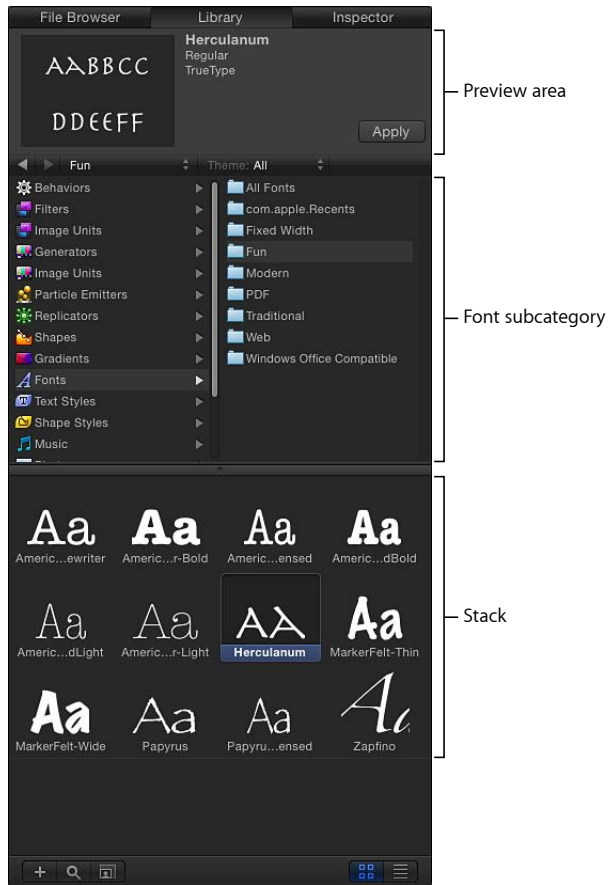 File Browser Library Inspector
Herculanum
Regular
TrueType
AABBCC
DDEEFF
Apply
Preview area
Fun Theme: All
Behaviors
Filters
Image Units
Generators
Image Units
Particle Emitters
Replicators
Shapes
Gradients
Fonts
Text Styles
Shape Styles
Music
All Fonts
com.apple.Recents
Fixed Width
Fun
Modern
PDF
Traditional
Web
Windows Office Compatible
Font subcategory
Aa Aa Aa Aa
Americ...ewriter Americ...r-Bold Americ...ensed Americ...dBold
Aa Aa AA Aa
Americ...dLight Americ...r-Light Herculanum MarkerFelt-Thin
Aa Aa Aa Aa
MarkerFelt-Wide Papyrus Papyru...ensed Zapfino
Stack